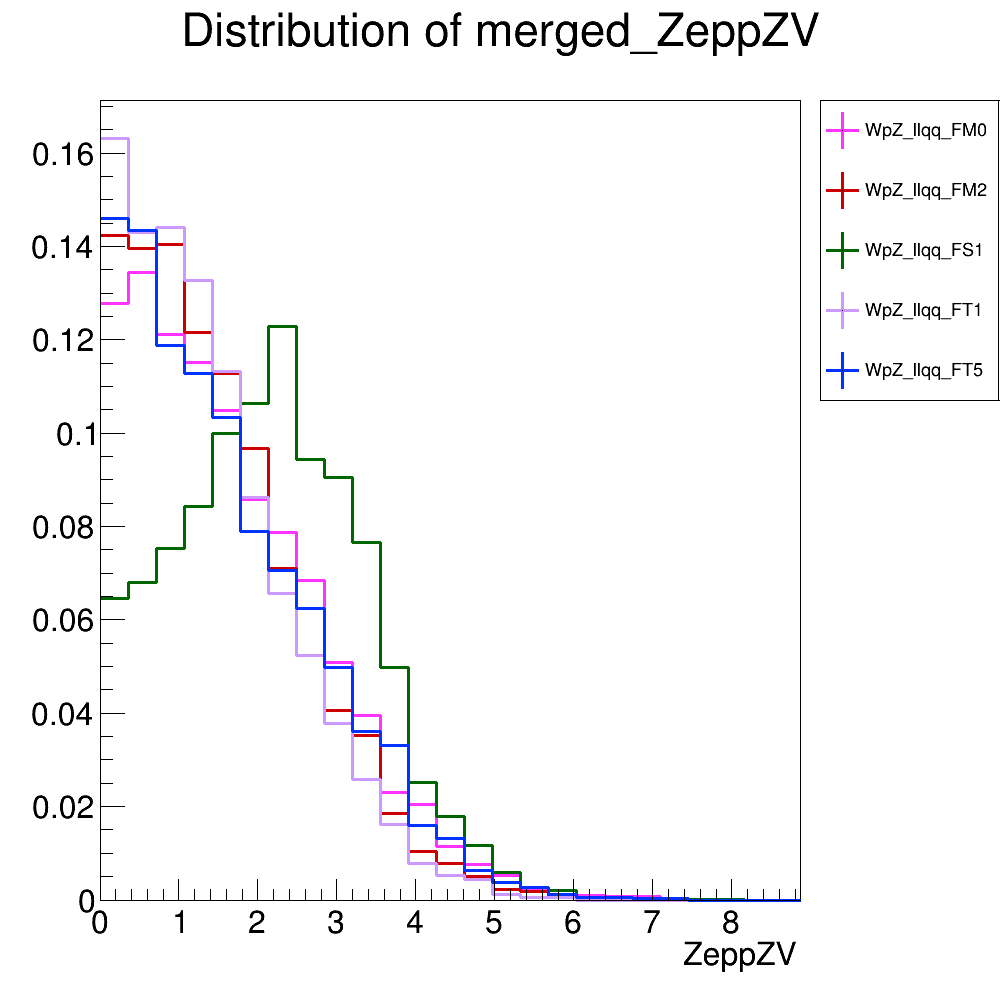 Distribution of merged_ZeppZV
0.16
0.14
0.12
0.1
0.08
0.06
0.04
0.02
0
0 1 2 3 4 5 6 7 8
ZeppZV
WpZ_llqq_FM0
WpZ_llqq_FM2
WpZ_llqq_FS1
WpZ_llqq_FT1
WpZ_llqq_FT5